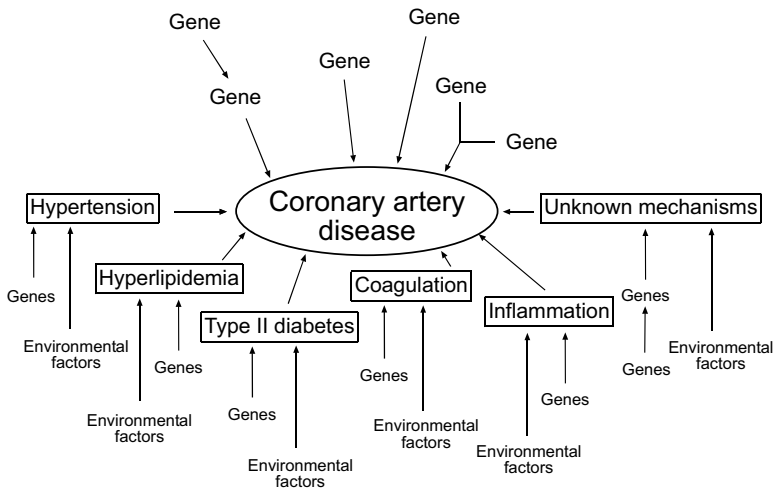 Gene
Gene
Gene
Gene
Gene
Gene
Coronary artery
disease
Hypertension
Unknown mechanisms
Hyperlipidemia
Coagulation
Type II diabetes
Inflammation
Genes
Genes
Environmental
factors
Genes
Environmental
factors
Genes
Genes
Genes
Genes
Environmental
factors
Environmental
factors
Environmental
factors
Environmental
factors